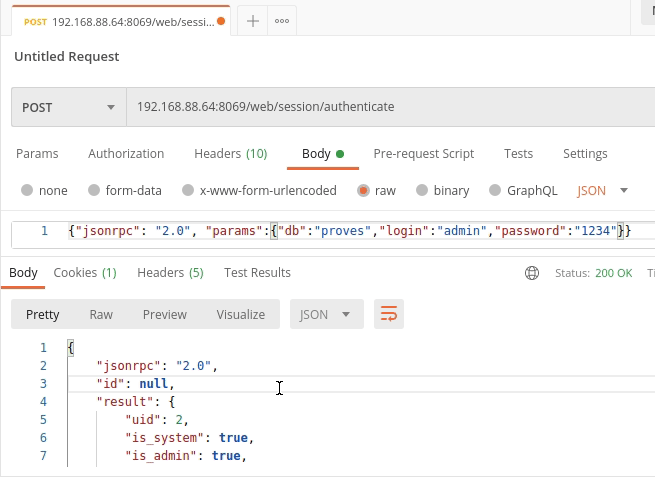 POST 192.168.88.64:8069/web/sessi...
Untitled Request
POST 192.168.88.64:8069/web/session/authenticate
Params Authorization Headers (10) Body Pre-request Script Tests Settings
none form-data x-www-form-urlencoded raw binary GraphQL JSON
1 {"jsonrpc": "2.0", "params":{"db":"proves","login":"admin","password":"1234"}}
Body Cookies (1) Headers (5) Test Results Status: 200 OK
Pretty Raw Preview Visualize JSON
1 {
2 "jsonrpc": "2.0",
3 "id": null,
4 "result": {
5 "uid": 2,
6 "is_system": true,
7 "is_admin": true,